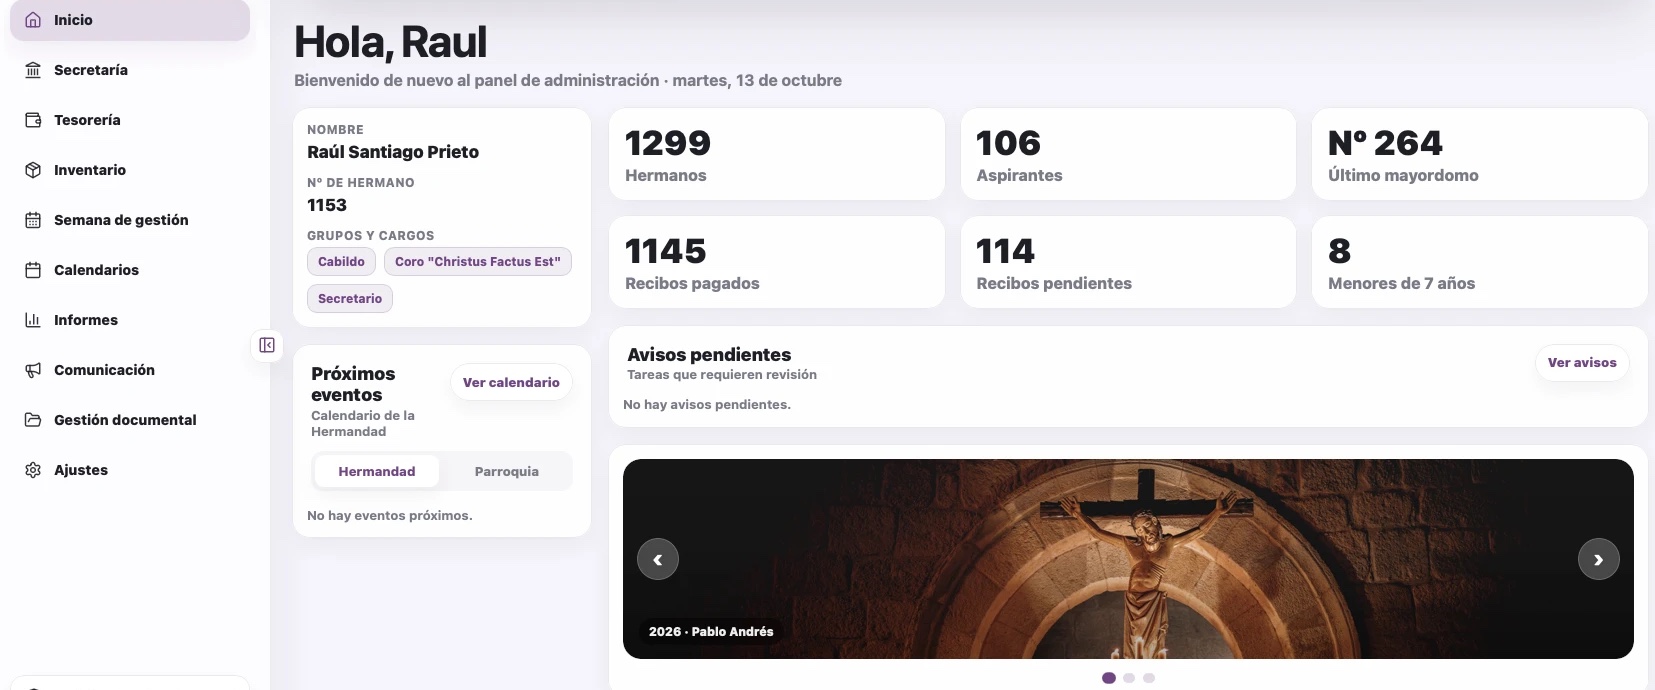 Inicio
Secretaría
Tesorería
Inventario
Semana de gestión
Calendarios
Informes
Comunicación
Gestión documental
Ajustes
Hola, Raul
Bienvenido de nuevo al panel de administración · martes, 13 de octubre
NOMBRE
Raúl Santiago Prieto
Nº DE HERMANO
1153
GRUPOS Y CARGOS
Cabildo
Coro "Christus Factus Est"
Secretario
Próximos
eventos
Ver calendario
Calendario de la
Hermandad
Hermandad
Parroquia
No hay eventos próximos.
1299
Hermanos
106
Aspirantes
Nº 264
Último mayordomo
1145
Recibos pagados
114
Recibos pendientes
8
Menores de 7 años
Avisos pendientes
Tareas que requieren revisión
Ver avisos
No hay avisos pendientes.
2026 · Pablo Andrés